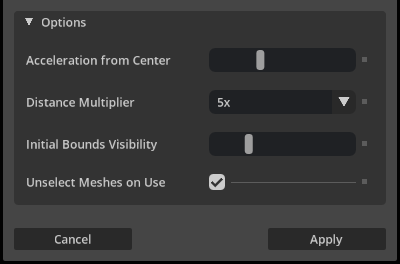 Options
Acceleration from Center
Distance Multiplier 5x
Initial Bounds Visibility
Unselect Meshes on Use
Cancel Apply